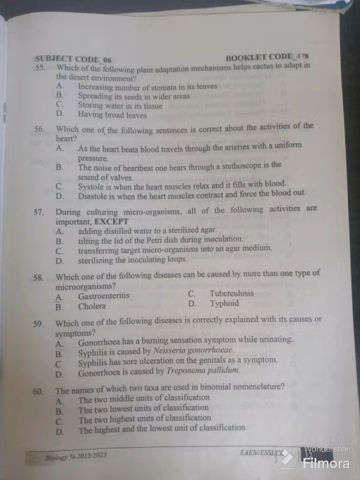 SUBJECT CODE 06 BOOKLET CODE
55. Which of the following plant adaptation mechanisms helps cactus to adapt in
the desert environment?
A. Increasing number of stomata in its leaves
B. Spreading its seeds in wider areas
C. Storing water in its tissue
D. Having broad leaves
56. Which one of the following sentences is correct about the activities of the
heart?
A. As the heart beats blood travels through the arteries with a uniform
pressure.
B. The noise of heartbeat one hears through a stethoscope is the
sound of valves.
C. Systole is when the heart muscles relax and it fills with blood.
D. Diastole is when the heart muscles contract and force the blood out.
57. During culturing micro-organisms, all of the following activities are
important, EXCEPT
A. adding distilled water to a sterilized agar.
B. tilting the lid of the Petri dish during inoculation.
C. transferring target micro-organisms into an agar medium.
D. sterilizing the inoculating loops.
58. Which one of the following diseases can be caused by more than one type of
microorganisms?
A. Gastroenteritis C. Tuberculosis
B. Cholera D. Typhoid
59. Which one of the following diseases is correctly explained with its causes or
symptoms?
A. Gonorrhoea has a burning sensation symptom while urinating.
B. Syphilis is caused by Neisseria gonorrhoeae.
C. Syphilis has sore ulceration on the genitals as a symptom.
D. Gonorrhoea is caused by Treponema pallidum.
60. The names of which two taxa are used in binomial nomenclature?
A. The two middle units of classification
B. The two lowest units of classification
C. The two highest units of classification
D. The highest and the lowest unit of classification
Biology 2015/2023
Wondershare
Filmora